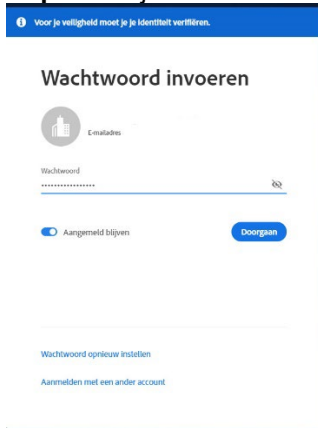 Voor je veiligheid moet je je identiteit verifiëren.
Wachtwoord invoeren
E-mailadres
Wachtwoord
Aangemeld blijven
Doorgaan
Wachtwoord opnieuw instellen
Aanmelden met een ander account